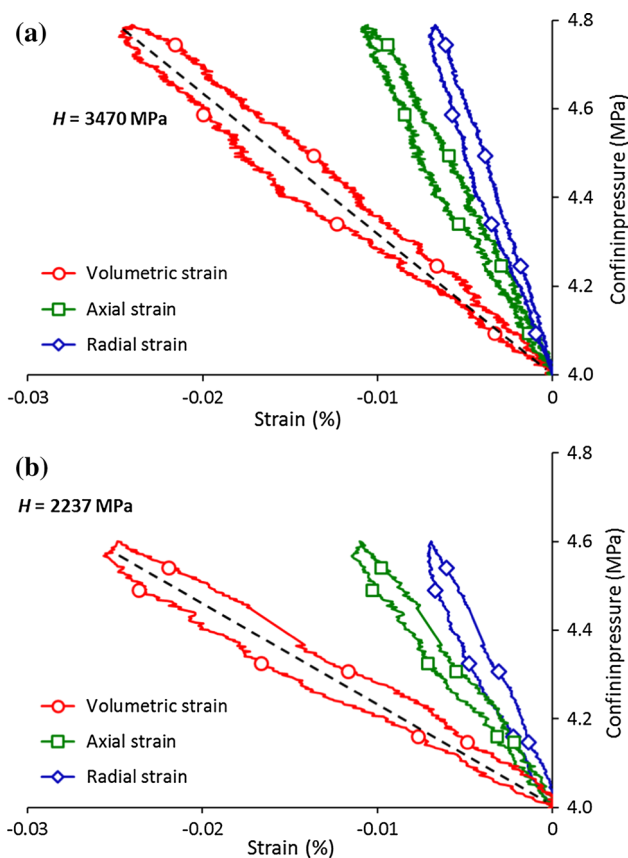 (a)
4.8
H = 3470 MPa
4.6
4.4
Confininpressure (MPa)
Volumetric strain
Axial strain
4.2
Radial strain
4.0
-0.03
-0.02
-0.01
0
Strain (%)
(b)
4.8
H = 2237 MPa
4.6
4.4
Confininpressure (MPa)
Volumetric strain
Axial strain
4.2
Radial strain
4.0
-0.03
-0.02
-0.01
0
Strain (%)